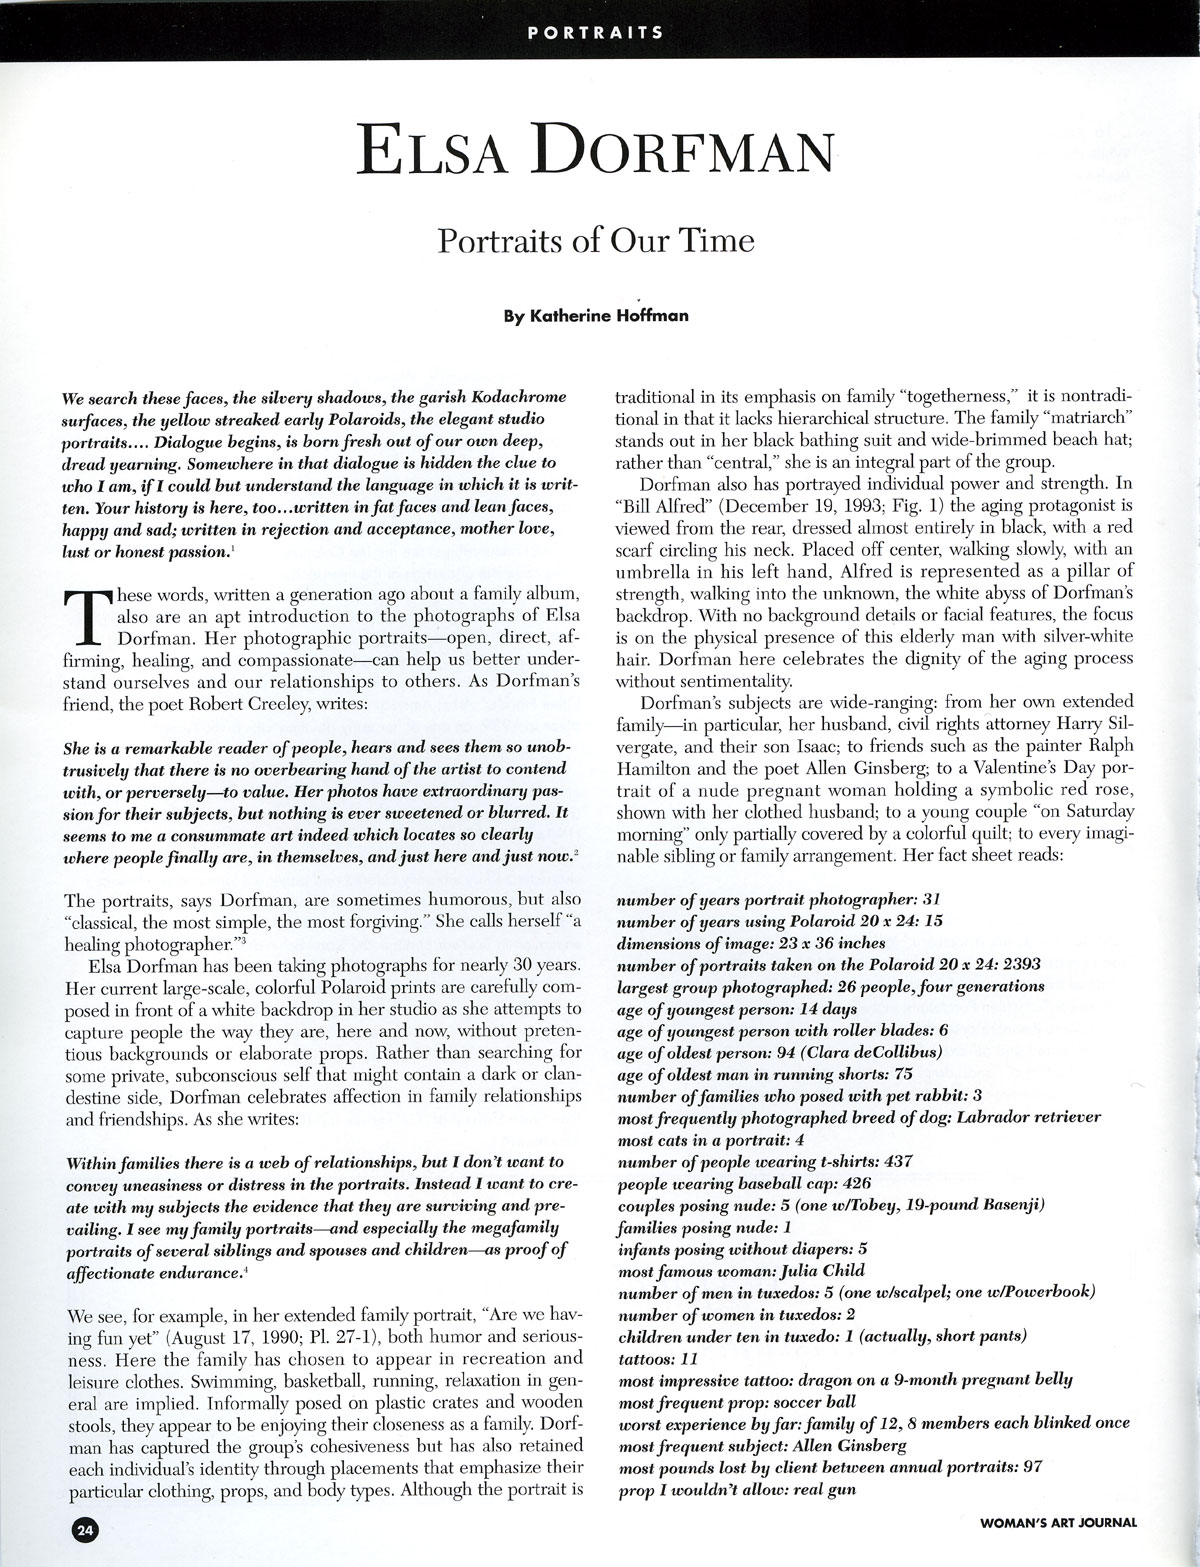 PORTRAITS
ELSA DORFMAN
Portraits of Our Time
By Katherine Hoffman
We search these faces, the silvery shadows, the garish Kodachrome
surfaces, the yellow streaked early Polaroids, the elegant studio
portraits.... Dialogue begins, is born fresh out of our own deep,
dread yearning. Somewhere in that dialogue is hidden the clue to
who I am, if I could but understand the language in which it is writ-
ten. Your history is here, too...written in fat faces and lean faces,
happy and sad; written in rejection and acceptance, mother love,
lust or honest passion.¹
These words, written a generation ago about a family album,
also are an apt introduction to the photographs of Elsa
Dorfman. Her photographic portraits—open, direct, af-
firming, healing, and compassionate—can help us better under-
stand ourselves and our relationships to others. As Dorfman's
friend, the poet Robert Creeley, writes:
She is a remarkable reader of people, hears and sees them so unob-
trusively that there is no overbearing hand of the artist to contend
with, or perversely—to value. Her photos have extraordinary pas-
sion for their subjects, but nothing is ever sweetened or blurred. It
seems to me a consummate art indeed which locates so clearly
where people finally are, in themselves, and just here and just now.²
The portraits, says Dorfman, are sometimes humorous, but also
“classical, the most simple, the most forgiving.” She calls herself “a
healing photographer.”³
Elsa Dorfman has been taking photographs for nearly 30 years.
Her current large-scale, colorful Polaroid prints are carefully com-
posed in front of a white backdrop in her studio as she attempts to
capture people the way they are, here and now, without preten-
tious backgrounds or elaborate props. Rather than searching for
some private, subconscious self that might contain a dark or clan-
destine side, Dorfman celebrates affection in family relationships
and friendships. As she writes:
Within families there is a web of relationships, but I don't want to
convey uneasiness or distress in the portraits. Instead I want to cre-
ate with my subjects the evidence that they are surviving and pre-
vailing. I see my family portraits—and especially the megafamily
portraits of several siblings and spouses and children—as proof of
affectionate endurance.⁴
We see, for example, in her extended family portrait, “Are we hav-
ing fun yet” (August 17, 1990; Pl. 27-1), both humor and serious-
ness. Here the family has chosen to appear in recreation and
leisure clothes. Swimming, basketball, running, relaxation in gen-
eral are implied. Informally posed on plastic crates and wooden
stools, they appear to be enjoying their closeness as a family. Dorf-
man has captured the group's cohesiveness but has also retained
each individual's identity through placements that emphasize their
particular clothing, props, and body types. Although the portrait is
traditional in its emphasis on family “togetherness,” it is nontradi-
tional in that it lacks hierarchical structure. The family “matriarch”
stands out in her black bathing suit and wide-brimmed beach hat;
rather than “central,” she is an integral part of the group.
Dorfman also has portrayed individual power and strength. In
“Bill Alfred” (December 19, 1993; Fig. 1) the aging protagonist is
viewed from the rear, dressed almost entirely in black, with a red
scarf circling his neck. Placed off center, walking slowly, with an
umbrella in his left hand, Alfred is represented as a pillar of
strength, walking into the unknown, the white abyss of Dorfman's
backdrop. With no background details or facial features, the focus
is on the physical presence of this elderly man with silver-white
hair. Dorfman here celebrates the dignity of the aging process
without sentimentality.
Dorfman's subjects are wide-ranging: from her own extended
family—in particular, her husband, civil rights attorney Harry Sil-
vergate, and their son Isaac; to friends such as the painter Ralph
Hamilton and the poet Allen Ginsberg; to a Valentine's Day por-
trait of a nude pregnant woman holding a symbolic red rose,
shown with her clothed husband; to a young couple “on Saturday
morning” only partially covered by a colorful quilt; to every imagi-
nable sibling or family arrangement. Her fact sheet reads:
number of years portrait photographer: 31
number of years using Polaroid 20 x 24: 15
dimensions of image: 23 x 36 inches
number of portraits taken on the Polaroid 20 x 24: 2393
largest group photographed: 26 people, four generations
age of youngest person: 14 days
age of youngest person with roller blades: 6
age of oldest person: 94 (Clara deCollibus)
age of oldest man in running shorts: 75
number of families who posed with pet rabbit: 3
most frequently photographed breed of dog: Labrador retriever
most cats in a portrait: 4
number of people wearing t-shirts: 437
people wearing baseball cap: 426
couples posing nude: 5 (one w/Tobey, 19-pound Basenji)
families posing nude: 1
infants posing without diapers: 5
most famous woman: Julia Child
number of men in tuxedos: 5 (one w/scalpel; one w/Powerbook)
number of women in tuxedos: 2
children under ten in tuxedo: 1 (actually, short pants)
tattoos: 11
most impressive tattoo: dragon on a 9-month pregnant belly
most frequent prop: soccer ball
worst experience by far: family of 12, 8 members each blinked once
most frequent subject: Allen Ginsberg
most pounds lost by client between annual portraits: 97
prop I wouldn't allow: real gun
24
WOMAN'S ART JOURNAL